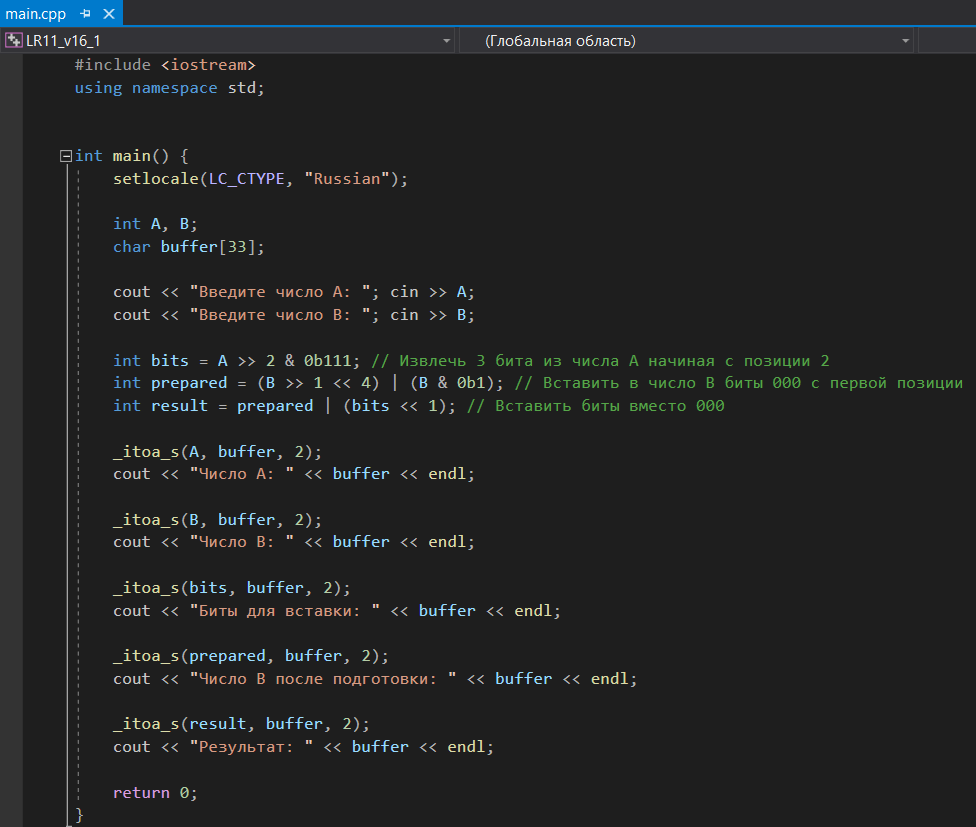 main.cpp
LR11_v16_1
(Глобальная область)
#include <iostream>
using namespace std;
int main() {
setlocale(LC_CTYPE, "Russian");
int A, B;
char buffer[33];
cout << "Введите число A: "; cin >> A;
cout << "Введите число B: "; cin >> B;
int bits = A >> 2 & 0b111; // Извлечь 3 бита из числа A начиная с позиции 2
int prepared = (B >> 1 << 4) | (B & 0b1); // Вставить в число B биты 000 с первой позиции
int result = prepared | (bits << 1); // Вставить биты вместо 000
_itoa_s(A, buffer, 2);
cout << "Число A: " << buffer << endl;
_itoa_s(B, buffer, 2);
cout << "Число B: " << buffer << endl;
_itoa_s(bits, buffer, 2);
cout << "Биты для вставки: " << buffer << endl;
_itoa_s(prepared, buffer, 2);
cout << "Число B после подготовки: " << buffer << endl;
_itoa_s(result, buffer, 2);
cout << "Результат: " << buffer << endl;
return 0;
}